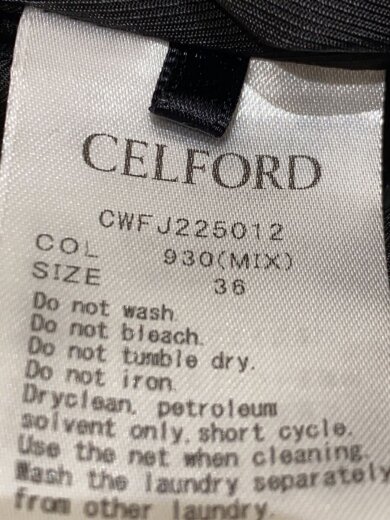 CELFORD
CWFJ225012
COL 930(MIX)
SIZE 36
Do not wash.
Do not bleach.
Do not tumble dry.
Do not iron.
Dryclean, petroleum
solvent only,short cycle.
Use the net when cleaning.
Wash the laundry separately
from other laundry.